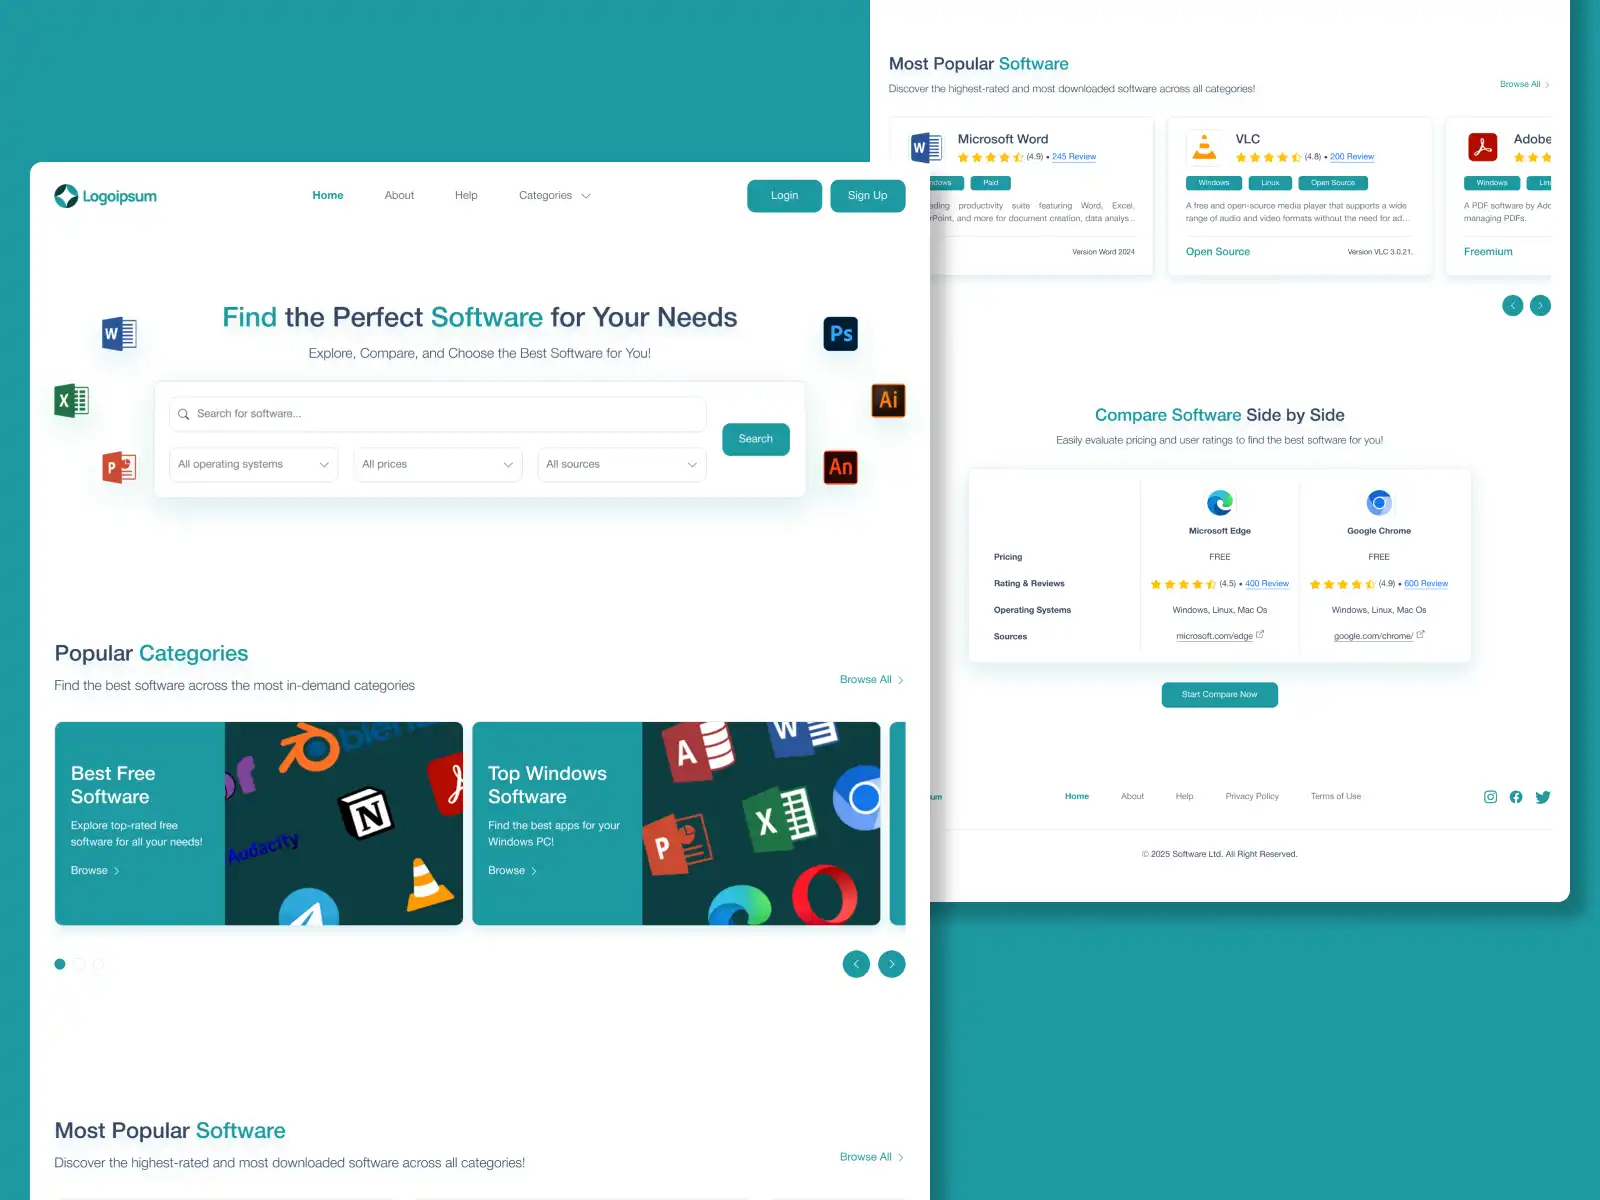 Logoipsum
Home
About
Help
Categories
Login
Sign Up
Find the Perfect Software for Your Needs
Explore, Compare, and Choose the Best Software for You!
W
X
P
Ps
Ai
An
Search for software...
All operating systems
All prices
All sources
Search
Popular Categories
Find the best software across the most in-demand categories
Browse All
Best Free
Software
Explore top-rated free
software for all your needs!
Browse
Audacity
N
Top Windows
Software
Find the best apps for your
Windows PC!
Browse
A
W
X
P
Most Popular Software
Discover the highest-rated and most downloaded software across all categories!
Browse All
Most Popular Software
Discover the highest-rated and most downloaded software across all categories!
Browse All
W
Microsoft Word
(4.9) • 245 Review
Paid
productivity suite featuring Word, Excel,
and more for document creation, data analys...
Version Word 2024
VLC
(4.8) • 200 Review
Windows
Linux
Open Source
A free and open-source media player that supports a wide
range of audio and video formats without the need for ad...
Open Source
Version VLC 3.0.21.
Adobe
Windows
A PDF software by
managing PDFs.
Freemium
Compare Software Side by Side
Easily evaluate pricing and user ratings to find the best software for you!
Microsoft Edge
Google Chrome
Pricing
FREE
FREE
Rating & Reviews
(4.5) • 400 Review
(4.9) • 600 Review
Operating Systems
Windows, Linux, Mac Os
Windows, Linux, Mac Os
Sources
microsoft.com/edge
google.com/chrome/
Start Compare Now
Home
About
Help
Privacy Policy
Terms of Use
© 2025 Software Ltd. All Right Reserved.